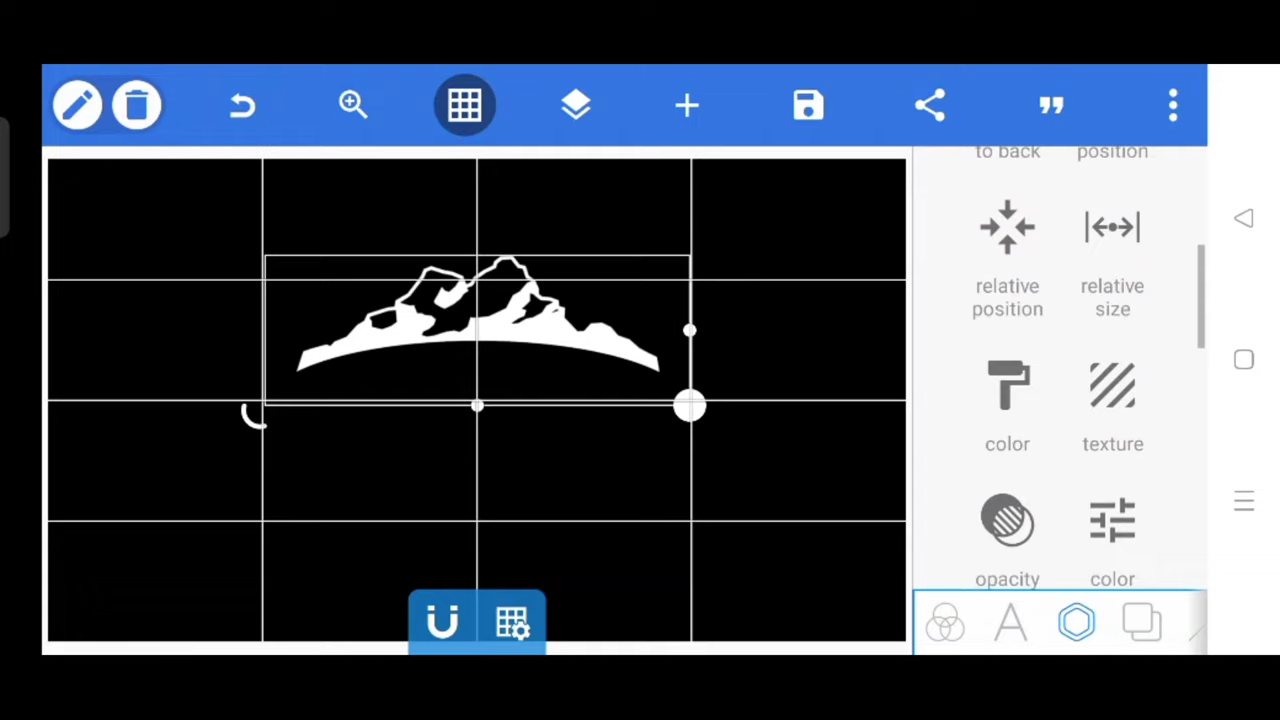 to back
position
relative
position
relative
size
color
texture
opacity
color